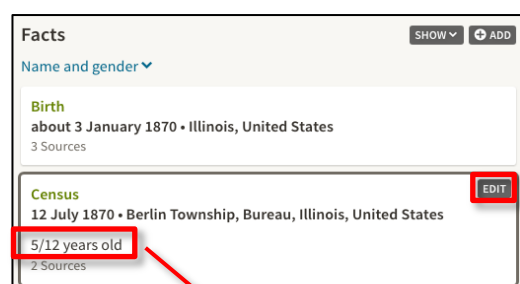 Facts
SHOW
ADD
Name and gender
Birth
about 3 January 1870 • Illinois, United States
3 Sources
EDIT
Census
12 July 1870 • Berlin Township, Bureau, Illinois, United States
5/12 years old
2 Sources